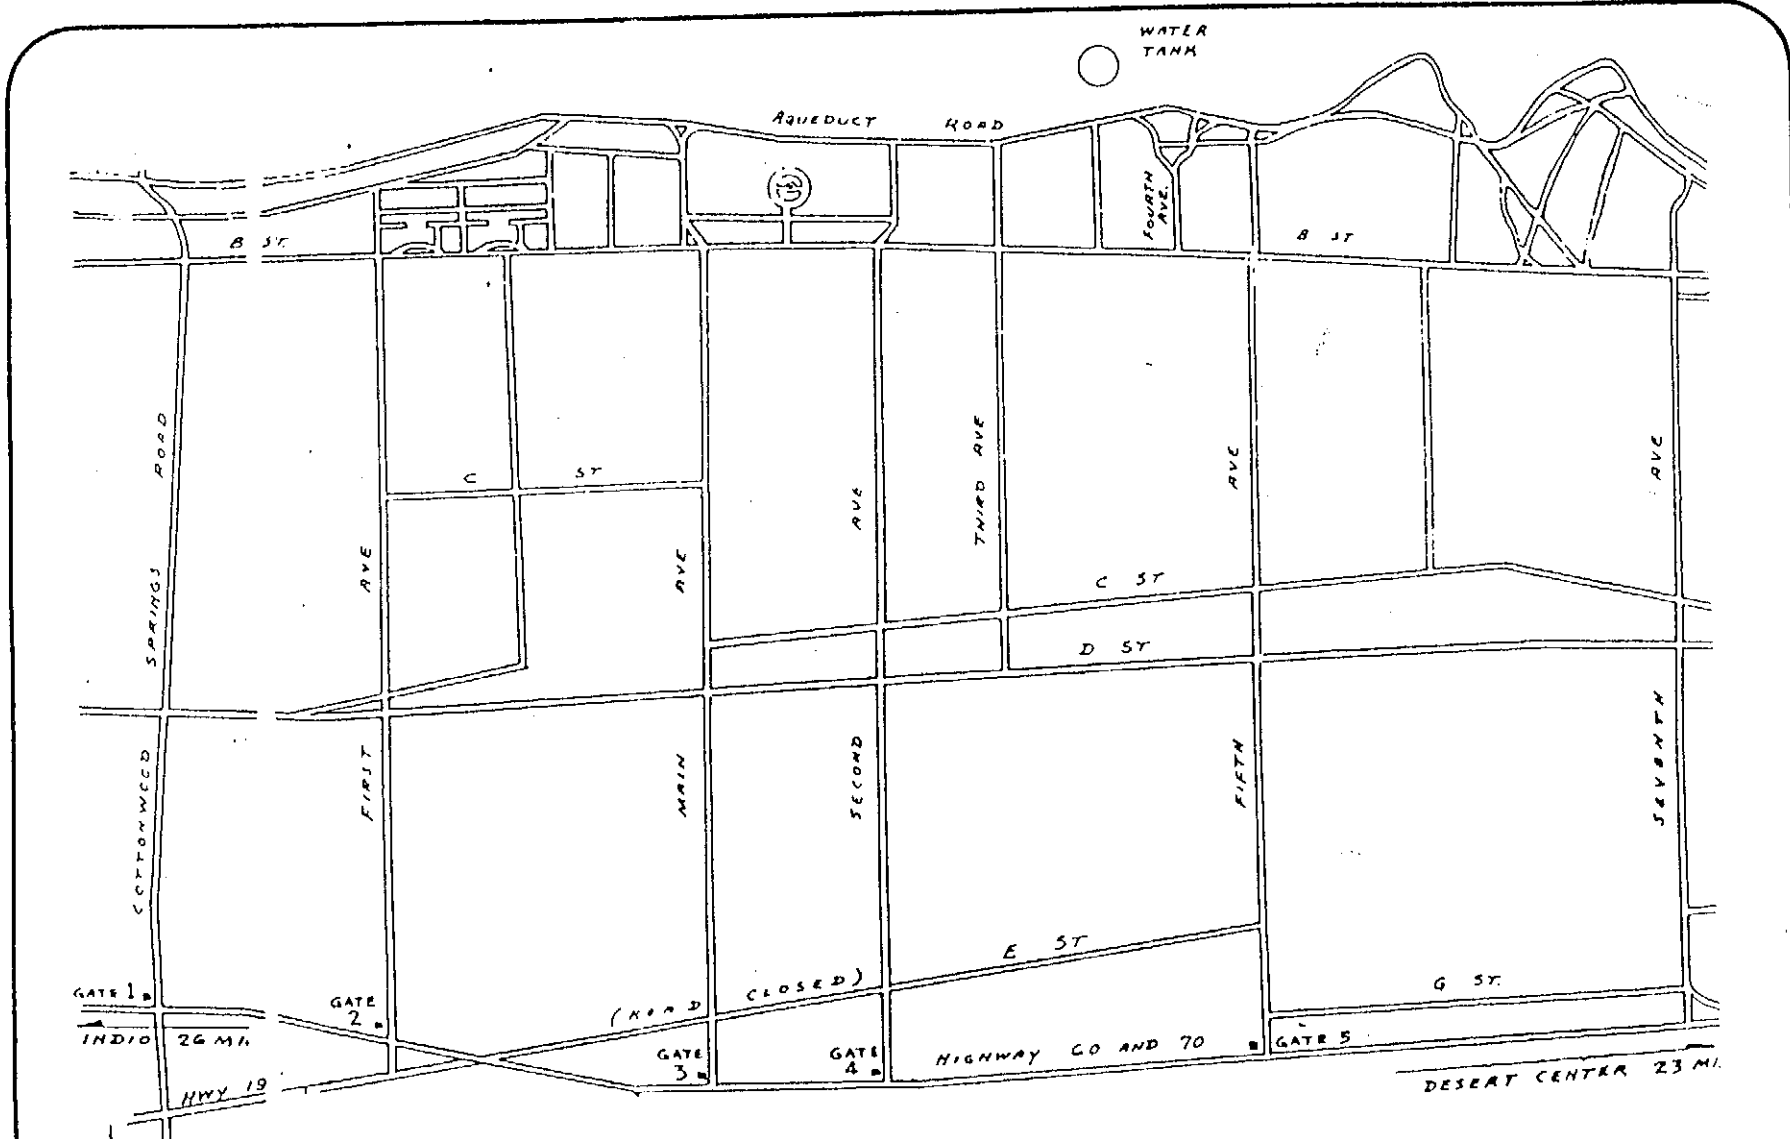 WATER
TANK
AQUEDUCT ROAD
FOURTH
AVE.
B ST.
B ST
C ST
C ST
D ST
COTTONWOOD SPRINGS ROAD
FIRST AVE
MAIN AVE
SECOND AVE
THIRD AVE
FIFTH AVE
SEVENTH AVE
E ST
(ROAD CLOSED)
G ST.
GATE 1
GATE
2
GATE
3
GATE
4
GATE 5
INDIO 26 MI.
HWY 19
HIGHWAY 60 AND 70
DESERT CENTER 23 MI.